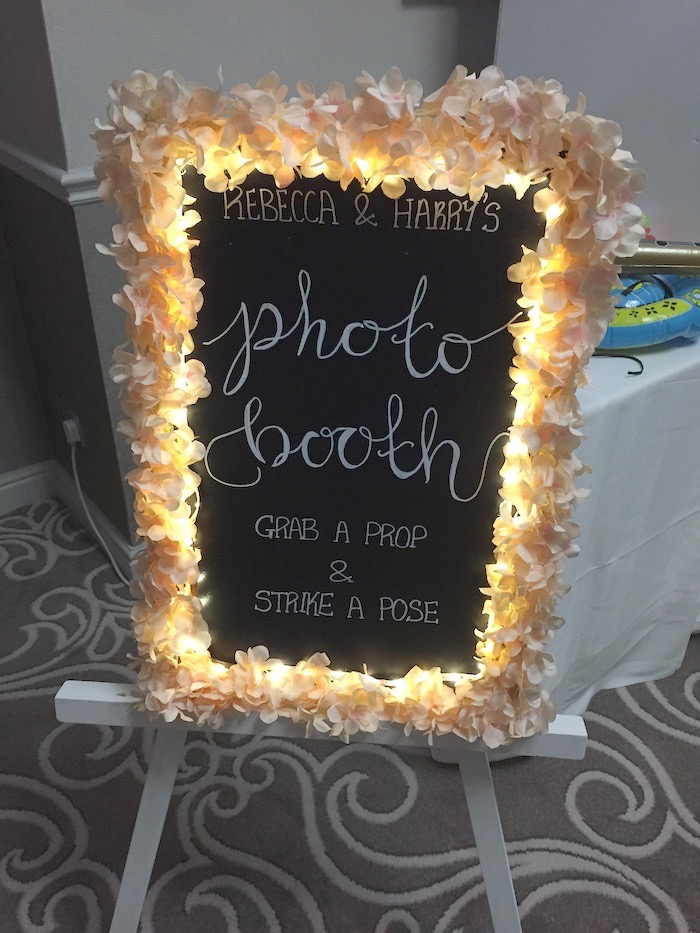 REBECCA & HARRY'S
photo
booth
GRAB A PROP
&
STRIKE A POSE